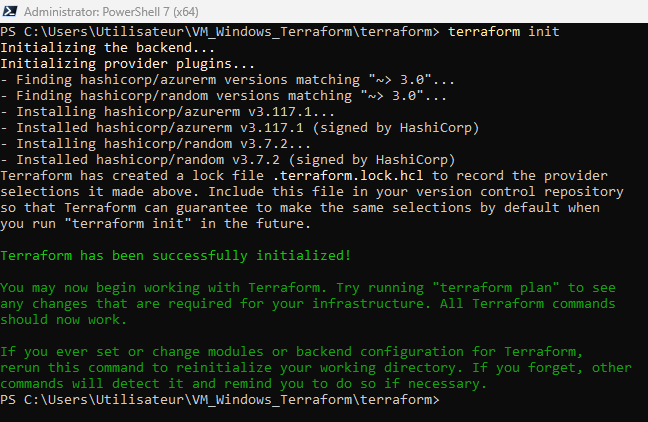 Administrator: PowerShell 7 (x64)
PS C:\Users\Utilisateur\VM_Windows_Terraform\terraform> terraform init
Initializing the backend...
Initializing provider plugins...
- Finding hashicorp/azurerm versions matching "~> 3.0"...
- Finding hashicorp/random versions matching "~> 3.0"...
- Installing hashicorp/azurerm v3.117.1...
- Installed hashicorp/azurerm v3.117.1 (signed by HashiCorp)
- Installing hashicorp/random v3.7.2...
- Installed hashicorp/random v3.7.2 (signed by HashiCorp)
Terraform has created a lock file .terraform.lock.hcl to record the provider
selections it made above. Include this file in your version control repository
so that Terraform can guarantee to make the same selections by default when
you run "terraform init" in the future.
Terraform has been successfully initialized!
You may now begin working with Terraform. Try running "terraform plan" to see
any changes that are required for your infrastructure. All Terraform commands
should now work.
If you ever set or change modules or backend configuration for Terraform,
rerun this command to reinitialize your working directory. If you forget, other
commands will detect it and remind you to do so if necessary.
PS C:\Users\Utilisateur\VM_Windows_Terraform\terraform>